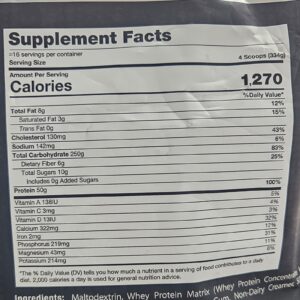 Supplement Facts
≈16 servings per container
Serving Size 4 Scoops (334g)
Amount Per Serving
Calories 1,270
%Daily Value*
Total Fat 8g 12%
Saturated Fat 3g 15%
Trans Fat 0g
Cholesterol 130mg 43%
Sodium 142mg 6%
Total Carbohydrate 250g 83%
Dietary Fiber 6g 25%
Total Sugars 10g
Includes 0g Added Sugars
Protein 50g 100%
Vitamin A 138IU 5%
Vitamin C 3mg 4%
Vitamin D 13IU 3%
Calcium 322mg 32%
Iron 2mg 12%
Phosphorus 219mg 31%
Magnesium 43mg 11%
Potassium 214mg 6%
*The % Daily Value (DV) tells you how much a nutrient in a serving of food contributes to a daily
diet. 2,000 calories a day is used for general nutrition advice.
Ingredients: Maltodextrin, Whey Protein Matrix (Whey Protein Concentrate
Gum, Non-Dairy Creamer